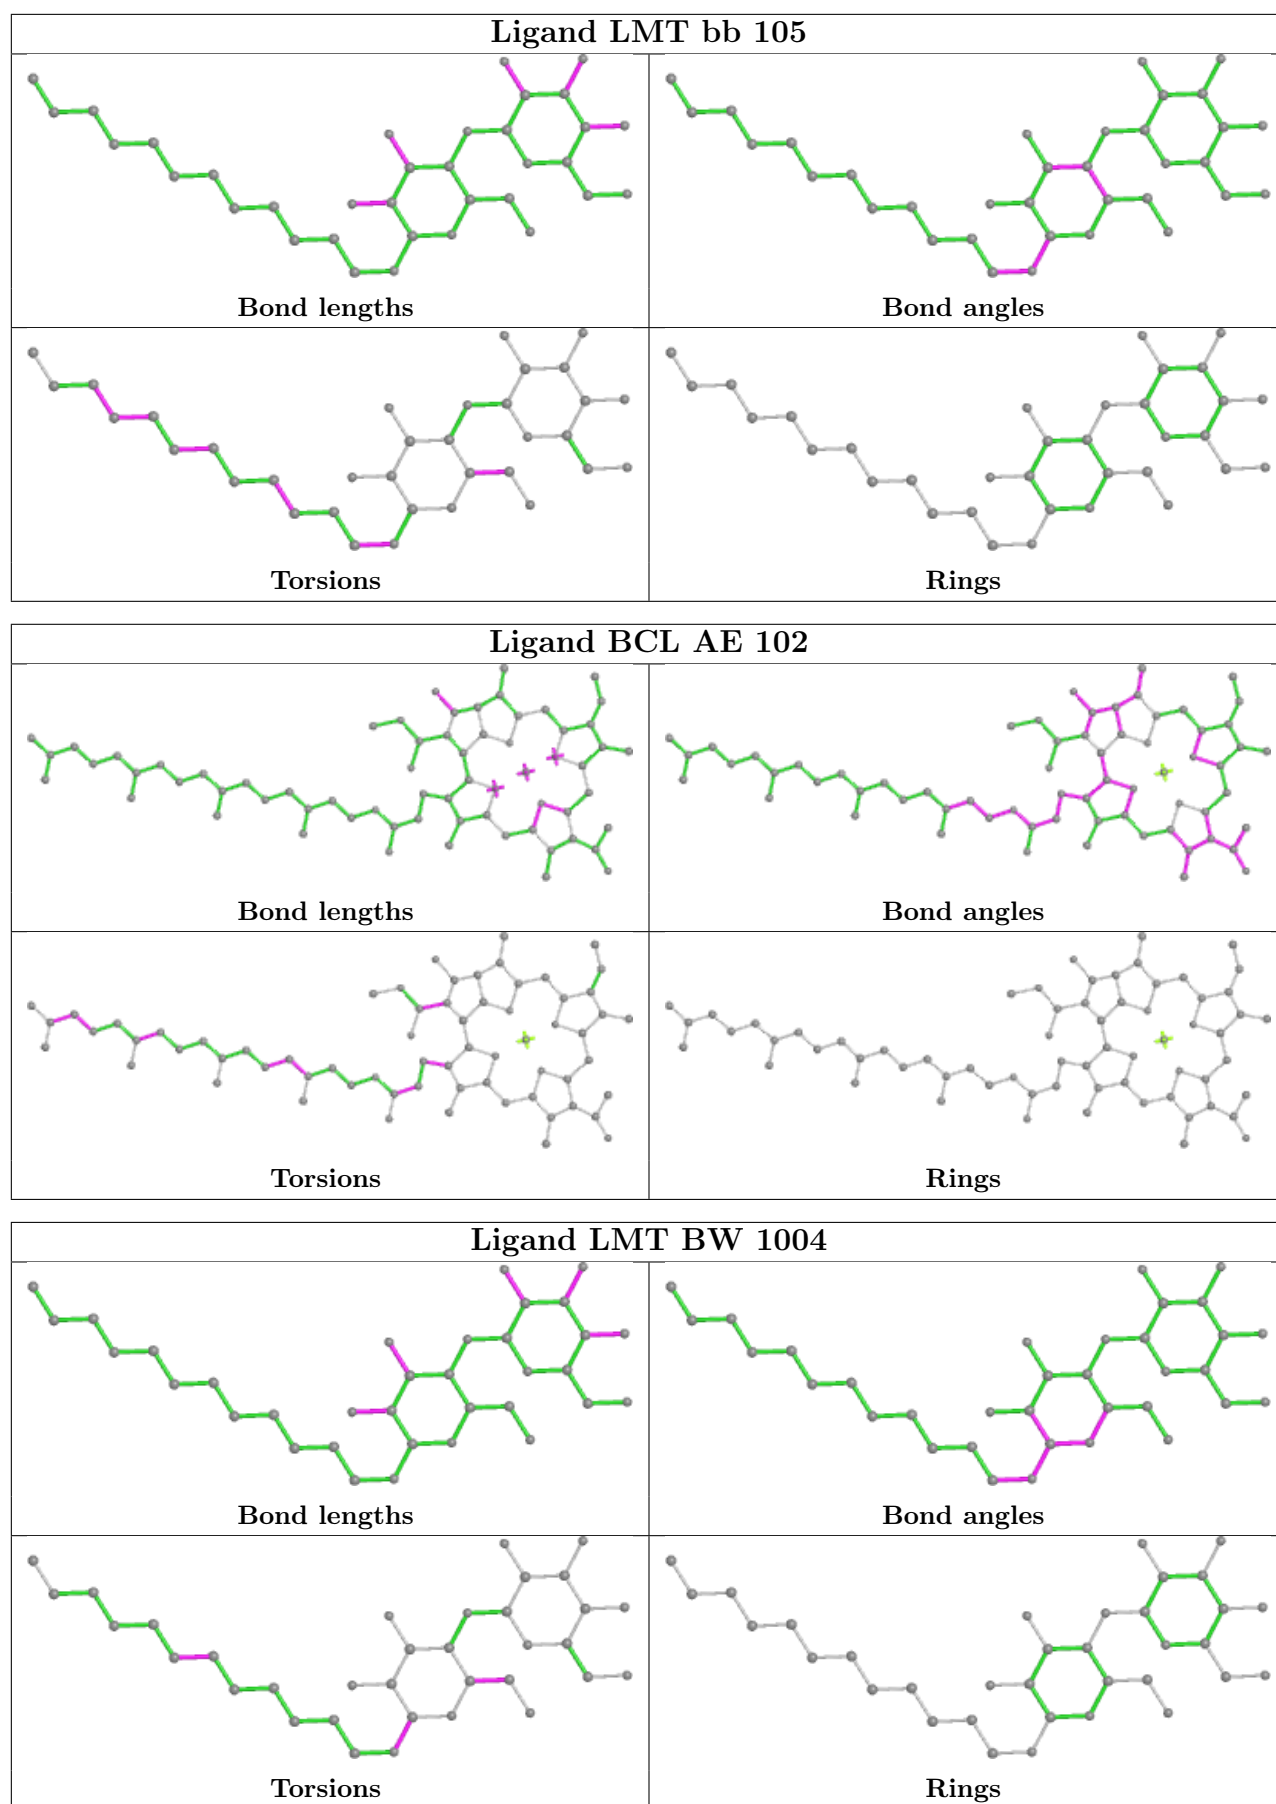 Ligand LMT bb 105
Bond lengths
Bond angles
Torsions
Rings
Ligand BCL AE 102
Bond lengths
Bond angles
Torsions
Rings
Ligand LMT BW 1004
Bond lengths
Bond angles
Torsions
Rings